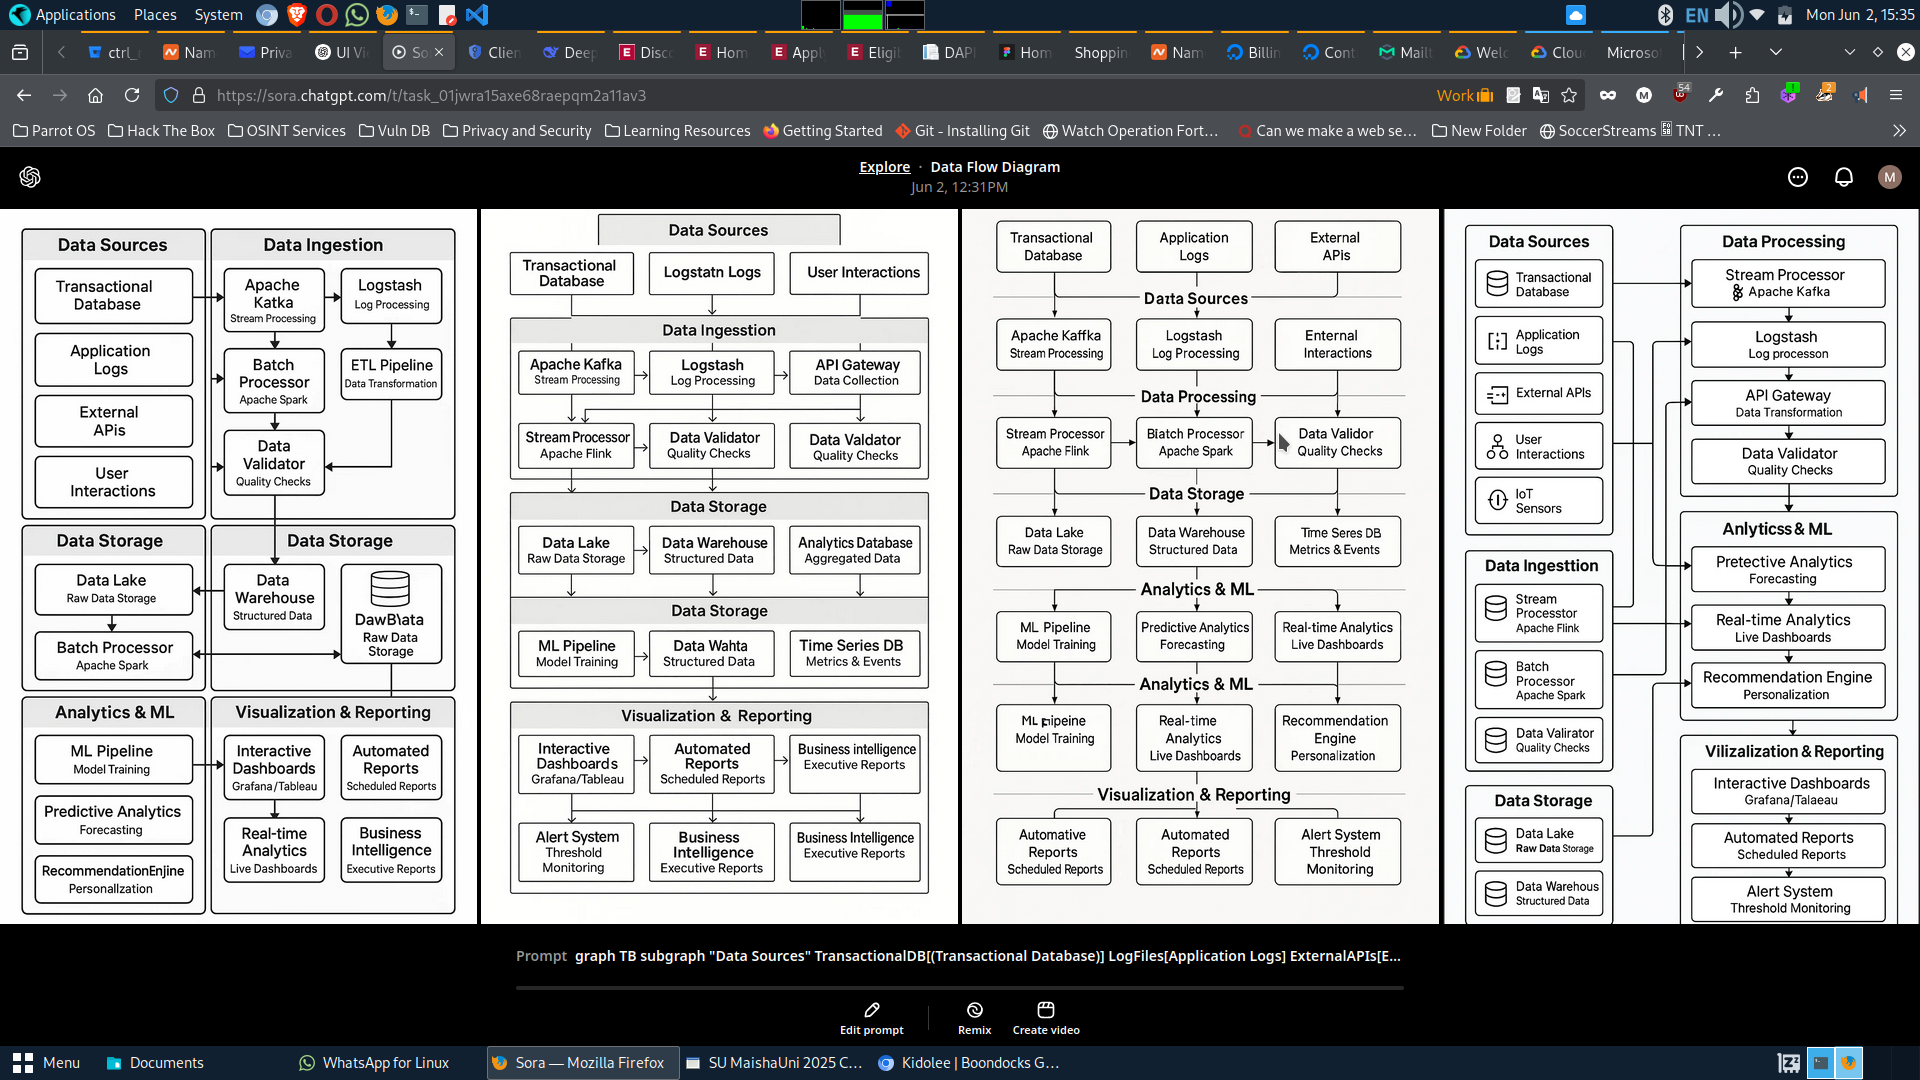 Applications Places System
EN Mon Jun 2, 15:35
ctrl_ Nam Priva UI Vi So Clien Deep Disc Hom Appl Eligi DAPI Hom Shoppin Nam Billin Cont Mailt Welc Clou Microso
https://sora.chatgpt.com/t/task_01jwra15axe68raepqm2a11av3
Work 54 1 2
Parrot OS Hack The Box OSINT Services Vuln DB Privacy and Security Learning Resources Getting Started Git - Installing Git Watch Operation Fort… Can we make a web se… New Folder SoccerStreams TNT …
Explore · Data Flow Diagram
Jun 2, 12:31PM
M
Data Sources
Transactional
Database
Application
Logs
External
APIs
User
Interactions
Data Ingestion
Apache
Katka
Stream Processing
Logstash
Log Processing
Batch
Processor
Apache Spark
ETL Pipeline
Data Transformation
Data
Validator
Quality Checks
Data Storage
Data Lake
Raw Data Storage
Batch Processor
Apache Spark
Data Storage
Data
Warehouse
Structured Data
DawB\ata
Raw Data
Storage
Analytics & ML
ML Pipeline
Model Training
Predictive Analytics
Forecasting
RecommendationEnjine
Personallzation
Visualization & Reporting
Interactive
Dashboards
Grafana/Tableau
Automated
Reports
Scheduled Reports
Real-time
Analytics
Live Dashboards
Business
Intelligence
Executive Reports
Data Sources
Transactional
Database
Logstatn Logs
User Interactions
Data Ingesstion
Apache Kafka
Stream Processing
Logstash
Log Processing
API Gateway
Data Collection
Stream Processor
Apache Flink
Data Validator
Quality Checks
Data Valdator
Quality Checks
Data Storage
Data Lake
Raw Data Storage
Data Warehouse
Structured Data
Analytics Database
Aggregated Data
Data Storage
ML Pipeline
Model Training
Data Wahta
Structured Data
Time Series DB
Metrics & Events
Visualization & Reporting
Interactive
Dashboards
Grafana/Tableau
Automated
Reports
Scheduled Reports
Business intelligence
Executive Reports
Alert System
Threshold
Monitoring
Business
Intelligence
Executive Reports
Business Intelligence
Executive Reports
Transactional
Database
Application
Logs
External
APIs
Dazta Sources
Apache Kaffka
Stream Processing
Logstash
Log Processing
Enternal
Interactions
Data Processing
Stream Processor
Apache Flink
Biatch Processor
Apache Spark
Data Validor
Quality Checks
Data Storage
Data Lake
Raw Data Storage
Data Warehouse
Structured Data
Time Seres DB
Metrics & Events
Analytics & ML
ML Pipeline
Model Training
Predictive Analytics
Forecasting
Real-time Analytics
Live Dashboards
Analytics & ML
Model Training
Real-time
Analytics
Live Dashboards
Recommendation
Engine
Personalization
Visualization & Reporting
Automative
Reports
Scheduled Reports
Automated
Reports
Scheduled Reports
Alert System
Threshold
Monitoring
Data Sources
Transactional
Database
Application
Logs
External APIs
User
Interactions
IoT
Sensors
Data Ingesttion
Stream
Processtor
Apache Flink
Batch
Processor
Apache Spark
Data Valirator
Quality Checks
Data Storage
Data Lake
Raw Data Storage
Data Warehous
Structured Data
Data Processing
Stream Processor
Apache Kafka
Logstash
Log processon
API Gateway
Data Transformation
Data Validator
Quality Checks
Anlyticss & ML
Pretective Analytics
Forecasting
Real-time Analytics
Live Dashboards
Recommendation Engine
Personalization
Vilizalization & Reporting
Interactive Dashboards
Grafana/Talaeau
Automated Reports
Scheduled Reports
Alert System
Threshold Monitoring
Prompt graph TB subgraph "Data Sources" TransactionalDB[(Transactional Database)] LogFiles[Application Logs] ExternalAPIs[E...
Edit prompt Remix Create video
Menu Documents WhatsApp for Linux Sora — Mozilla Firefox SU MaishaUni 2025 C… Kidolee | Boondocks G…